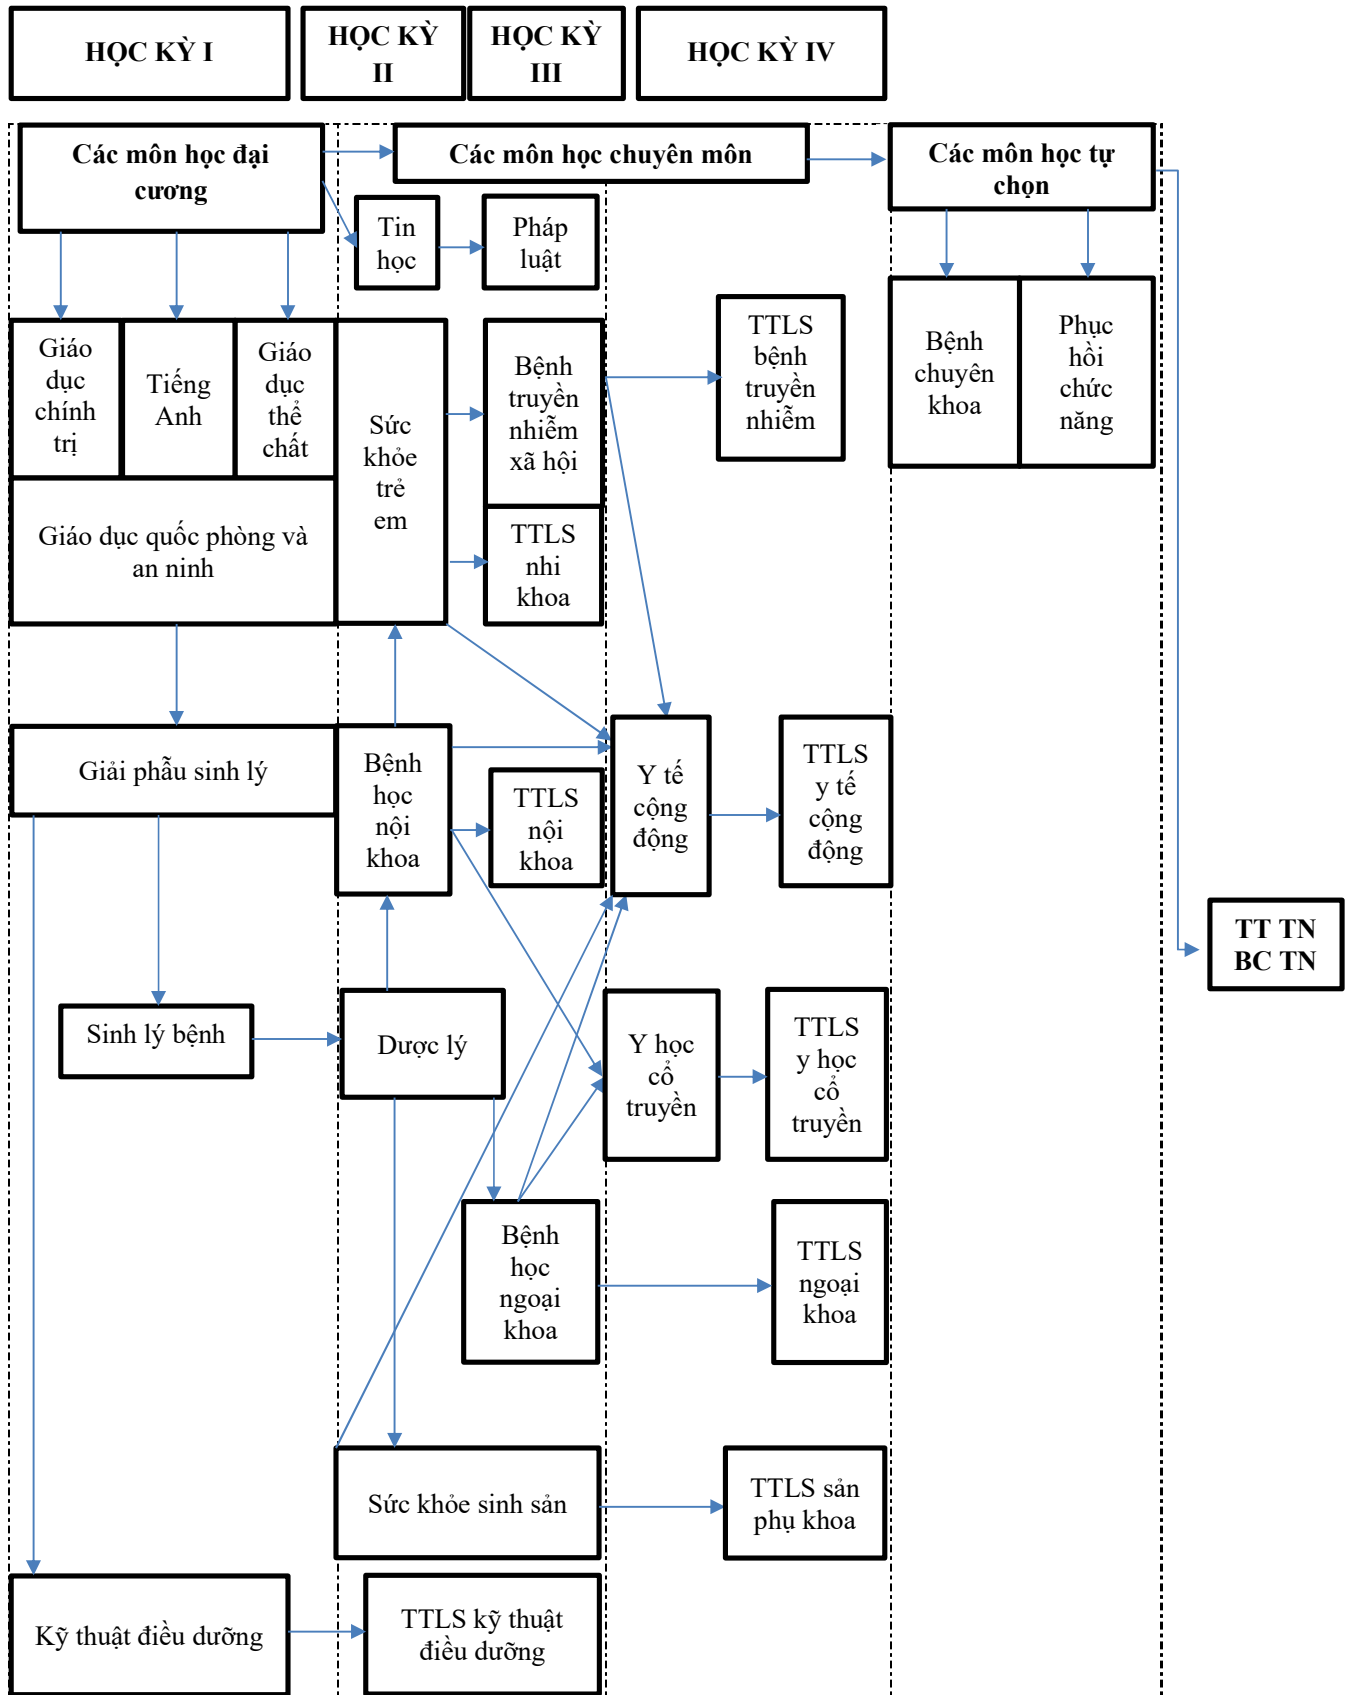 HỌC KỲ I
HỌC KỲ
II
HỌC KỲ
III
HỌC KỲ IV
Các môn học đại
cương
Các môn học chuyên môn
Các môn học tự
chọn
Tin
học
Pháp
luật
Giáo
dục
chính
trị
Tiếng
Anh
Giáo
dục
thể
chất
Sức
khỏe
trẻ
em
Bệnh
truyền
nhiễm
xã hội
TTLS
bệnh
truyền
nhiễm
Bệnh
chuyên
khoa
Phục
hồi
chức
năng
Giáo dục quốc phòng và
an ninh
TTLS
nhi
khoa
Giải phẫu sinh lý
Bệnh
học
nội
khoa
TTLS
nội
khoa
Y tế
cộng
động
TTLS
y tế
cộng
động
TT TN
BC TN
Sinh lý bệnh
Dược lý
Y học
cổ
truyền
TTLS
y học
cổ
truyền
Bệnh
học
ngoại
khoa
TTLS
ngoại
khoa
Sức khỏe sinh sản
TTLS sản
phụ khoa
Kỹ thuật điều dưỡng
TTLS kỹ thuật
điều dưỡng